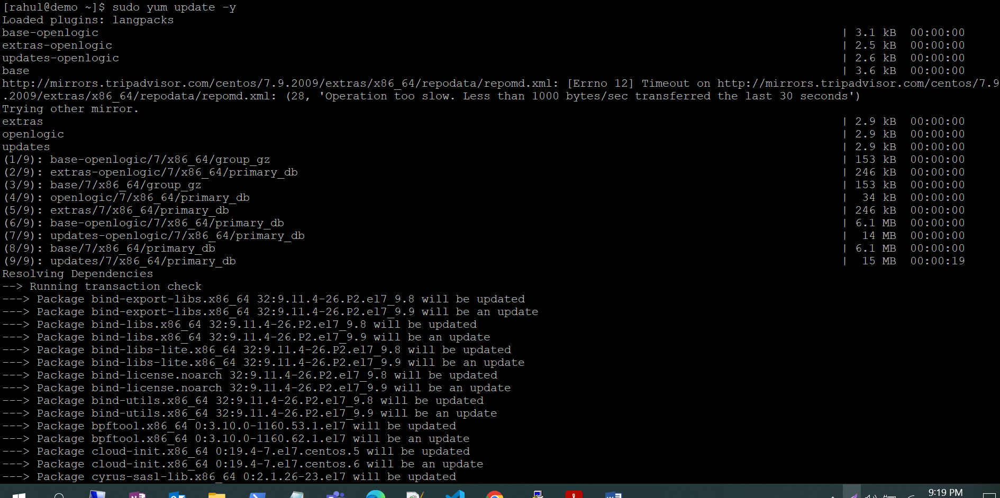 [rahul@demo ~]$ sudo yum update -y
Loaded plugins: langpacks
base-openlogic | 3.1 kB 00:00:00
extras-openlogic | 2.5 kB 00:00:00
updates-openlogic | 2.6 kB 00:00:00
base | 3.6 kB 00:00:00
http://mirrors.tripadvisor.com/centos/7.9.2009/extras/x86_64/repodata/repomd.xml: [Errno 12] Timeout on http://mirrors.tripadvisor.com/centos/7.9
.2009/extras/x86_64/repodata/repomd.xml: (28, 'Operation too slow. Less than 1000 bytes/sec transferred the last 30 seconds')
Trying other mirror.
extras | 2.9 kB 00:00:00
openlogic | 2.9 kB 00:00:00
updates | 2.9 kB 00:00:00
(1/9): base-openlogic/7/x86_64/group_gz | 153 kB 00:00:00
(2/9): extras-openlogic/7/x86_64/primary_db | 246 kB 00:00:00
(3/9): base/7/x86_64/group_gz | 153 kB 00:00:00
(4/9): openlogic/7/x86_64/primary_db | 34 kB 00:00:00
(5/9): extras/7/x86_64/primary_db | 246 kB 00:00:00
(6/9): base-openlogic/7/x86_64/primary_db | 6.1 MB 00:00:00
(7/9): updates-openlogic/7/x86_64/primary_db | 14 MB 00:00:00
(8/9): base/7/x86_64/primary_db | 6.1 MB 00:00:00
(9/9): updates/7/x86_64/primary_db | 15 MB 00:00:19
Resolving Dependencies
--> Running transaction check
---> Package bind-export-libs.x86_64 32:9.11.4-26.P2.el7_9.8 will be updated
---> Package bind-export-libs.x86_64 32:9.11.4-26.P2.el7_9.9 will be an update
---> Package bind-libs.x86_64 32:9.11.4-26.P2.el7_9.8 will be updated
---> Package bind-libs.x86_64 32:9.11.4-26.P2.el7_9.9 will be an update
---> Package bind-libs-lite.x86_64 32:9.11.4-26.P2.el7_9.8 will be updated
---> Package bind-libs-lite.x86_64 32:9.11.4-26.P2.el7_9.9 will be an update
---> Package bind-license.noarch 32:9.11.4-26.P2.el7_9.8 will be updated
---> Package bind-license.noarch 32:9.11.4-26.P2.el7_9.9 will be an update
---> Package bind-utils.x86_64 32:9.11.4-26.P2.el7_9.8 will be updated
---> Package bind-utils.x86_64 32:9.11.4-26.P2.el7_9.9 will be an update
---> Package bpftool.x86_64 0:3.10.0-1160.53.1.el7 will be updated
---> Package bpftool.x86_64 0:3.10.0-1160.62.1.el7 will be an update
---> Package cloud-init.x86_64 0:19.4-7.el7.centos.5 will be updated
---> Package cloud-init.x86_64 0:19.4-7.el7.centos.6 will be an update
---> Package cyrus-sasl-lib.x86_64 0:2.1.26-23.el7 will be updated
9:19 PM